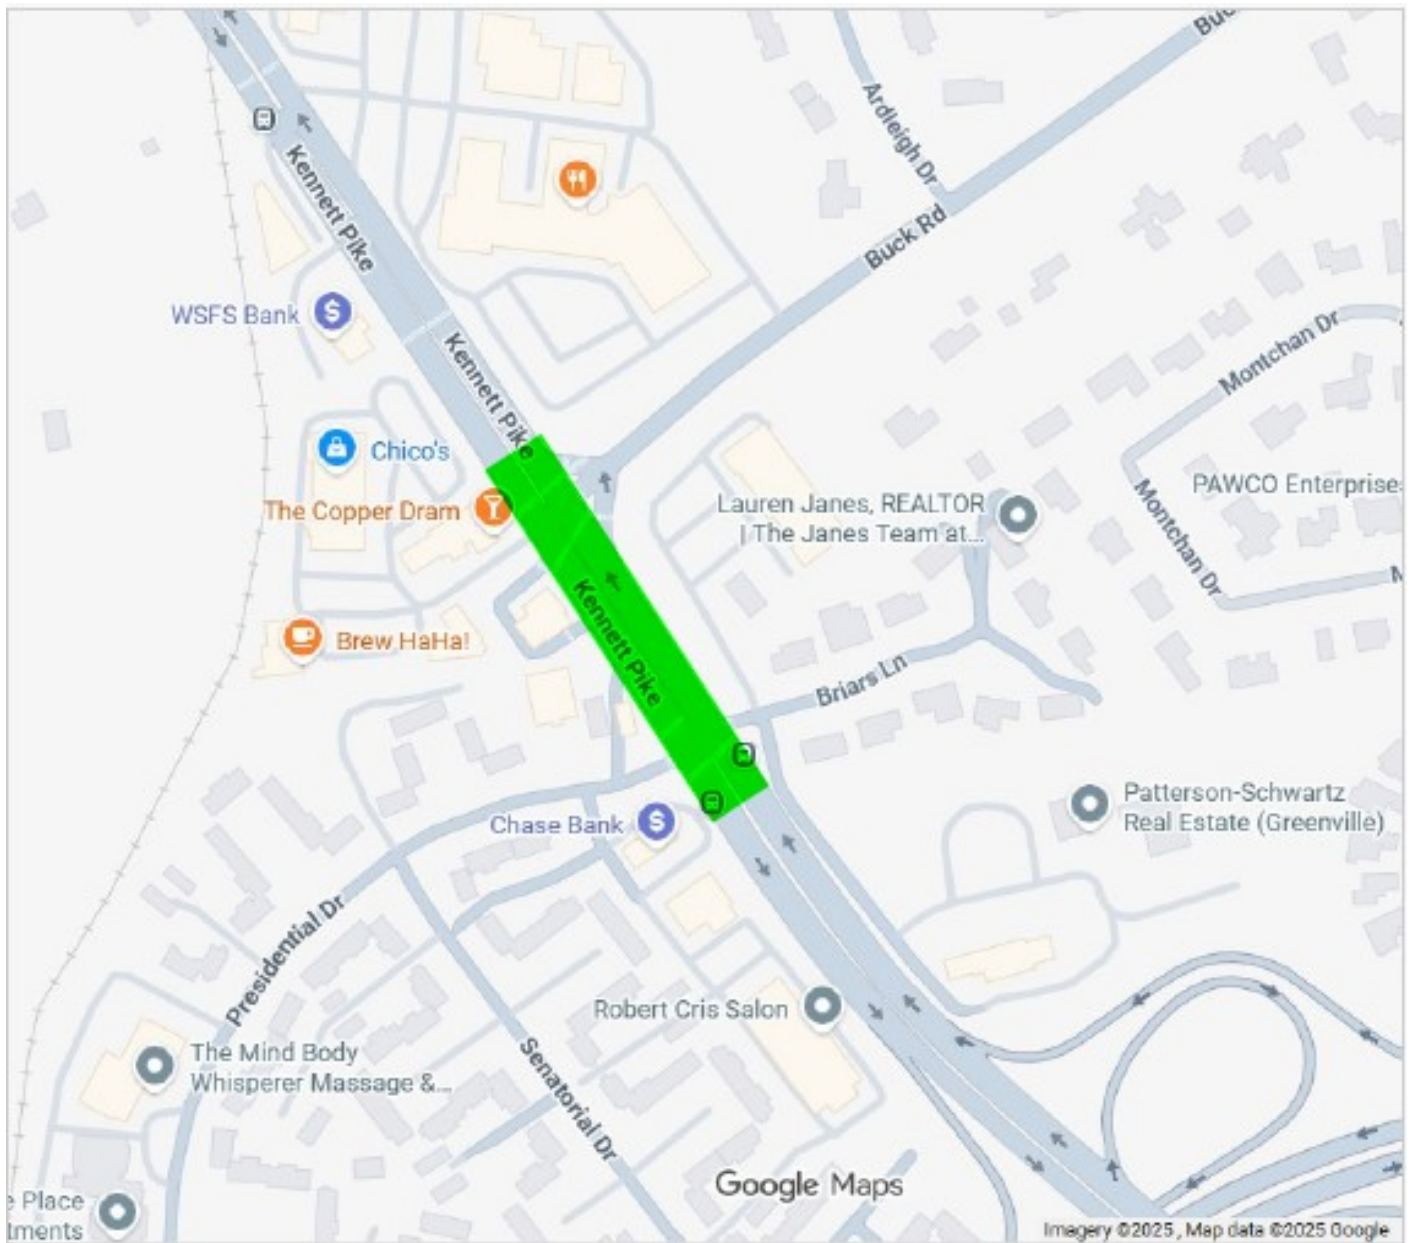 Buc
Ardleigh Dr
Kennett Pike
Buck Rd
WSFS Bank
Montchan Dr
Kennett Pike
Chico's
PAWCO Enterprise
The Copper Dram
Lauren Janes, REALTOR
| The Janes Team at...
Montchan Dr
Kennett Pike
Brew HaHa!
Briars Ln
Chase Bank
Patterson-Schwartz
Real Estate (Greenville)
Presidential Dr
Robert Cris Salon
The Mind Body
Whisperer Massage &...
Senatorial Dr
Google Maps
e Place
tments
Imagery ©2025 , Map data ©2025 Google